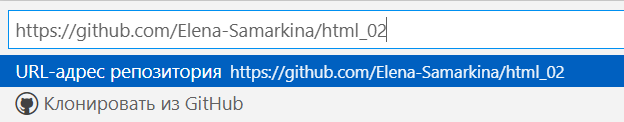 https://github.com/Elena-Samarkina/html_02
URL-адрес репозитория https://github.com/Elena-Samarkina/html_02
Клонировать из GitHub